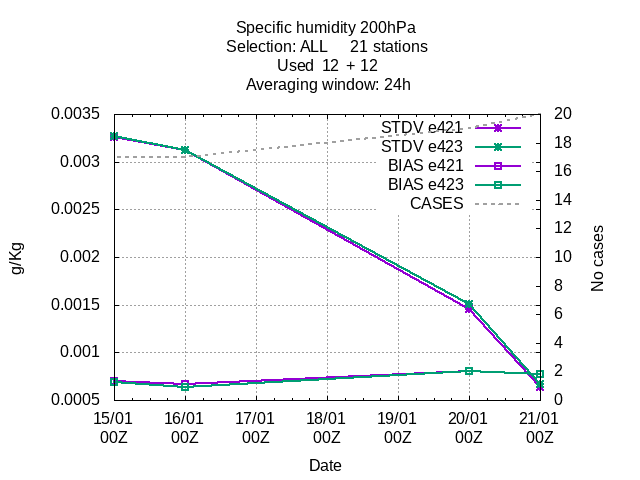 Specific humidity 200hPa
Selection: ALL     21 stations
Used  12  + 12
Averaging window: 24h
0.0035
0.003
0.0025
0.002
0.0015
0.001
0.0005
g/Kg
STDV e421
STDV e423
BIAS e421
BIAS e423
CASES
20
18
16
14
12
10
8
6
4
2
0
No cases
15/01 16/01 17/01 18/01 19/01 20/01 21/01
00Z 00Z 00Z 00Z 00Z 00Z 00Z
Date